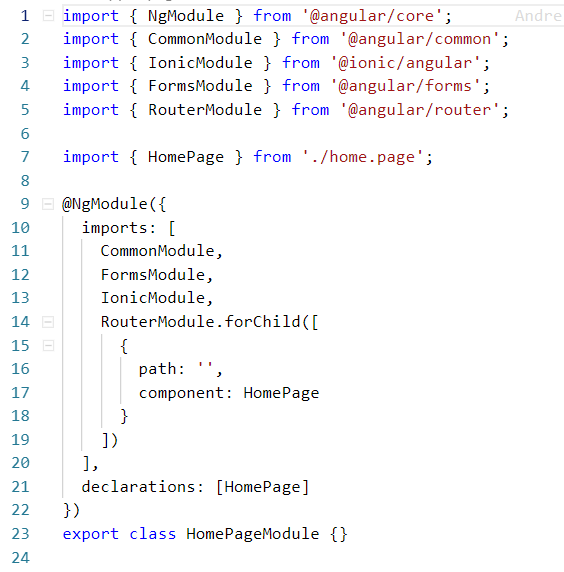 1 import { NgModule } from '@angular/core'; Andre
2 import { CommonModule } from '@angular/common';
3 import { IonicModule } from '@ionic/angular';
4 import { FormsModule } from '@angular/forms';
5 import { RouterModule } from '@angular/router';
6
7 import { HomePage } from './home.page';
8
9 @NgModule({
10 imports: [
11 CommonModule,
12 FormsModule,
13 IonicModule,
14 RouterModule.forChild([
15 {
16 path: '',
17 component: HomePage
18 }
19 ])
20 ],
21 declarations: [HomePage]
22 })
23 export class HomePageModule {}
24